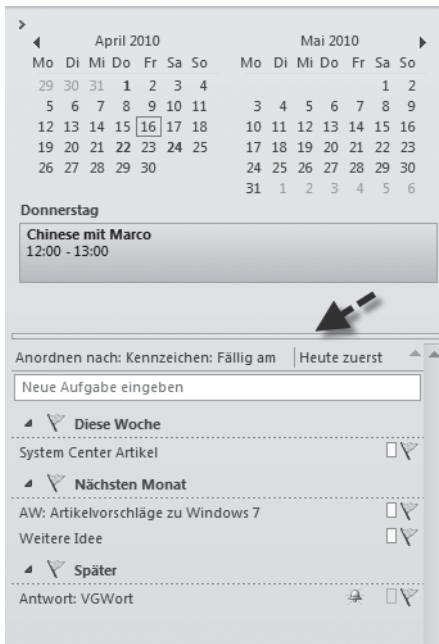 April 2010
Mo Di Mi Do Fr Sa So
29 30 31 1 2 3 4
5 6 7 8 9 10 11
12 13 14 15 16 17 18
19 20 21 22 23 24 25
26 27 28 29 30
Mai 2010
Mo Di Mi Do Fr Sa So
1 2
3 4 5 6 7 8 9
10 11 12 13 14 15 16
17 18 19 20 21 22 23
24 25 26 27 28 29 30
31 1 2 3 4 5 6
Donnerstag
Chinese mit Marco
12:00 - 13:00
Anordnen nach: Kennzeichen: Fällig am Heute zuerst
Neue Aufgabe eingeben
Diese Woche
System Center Artikel
Nächsten Monat
AW: Artikelvorschläge zu Windows 7
Weitere Idee
Später
Antwort: VGWort